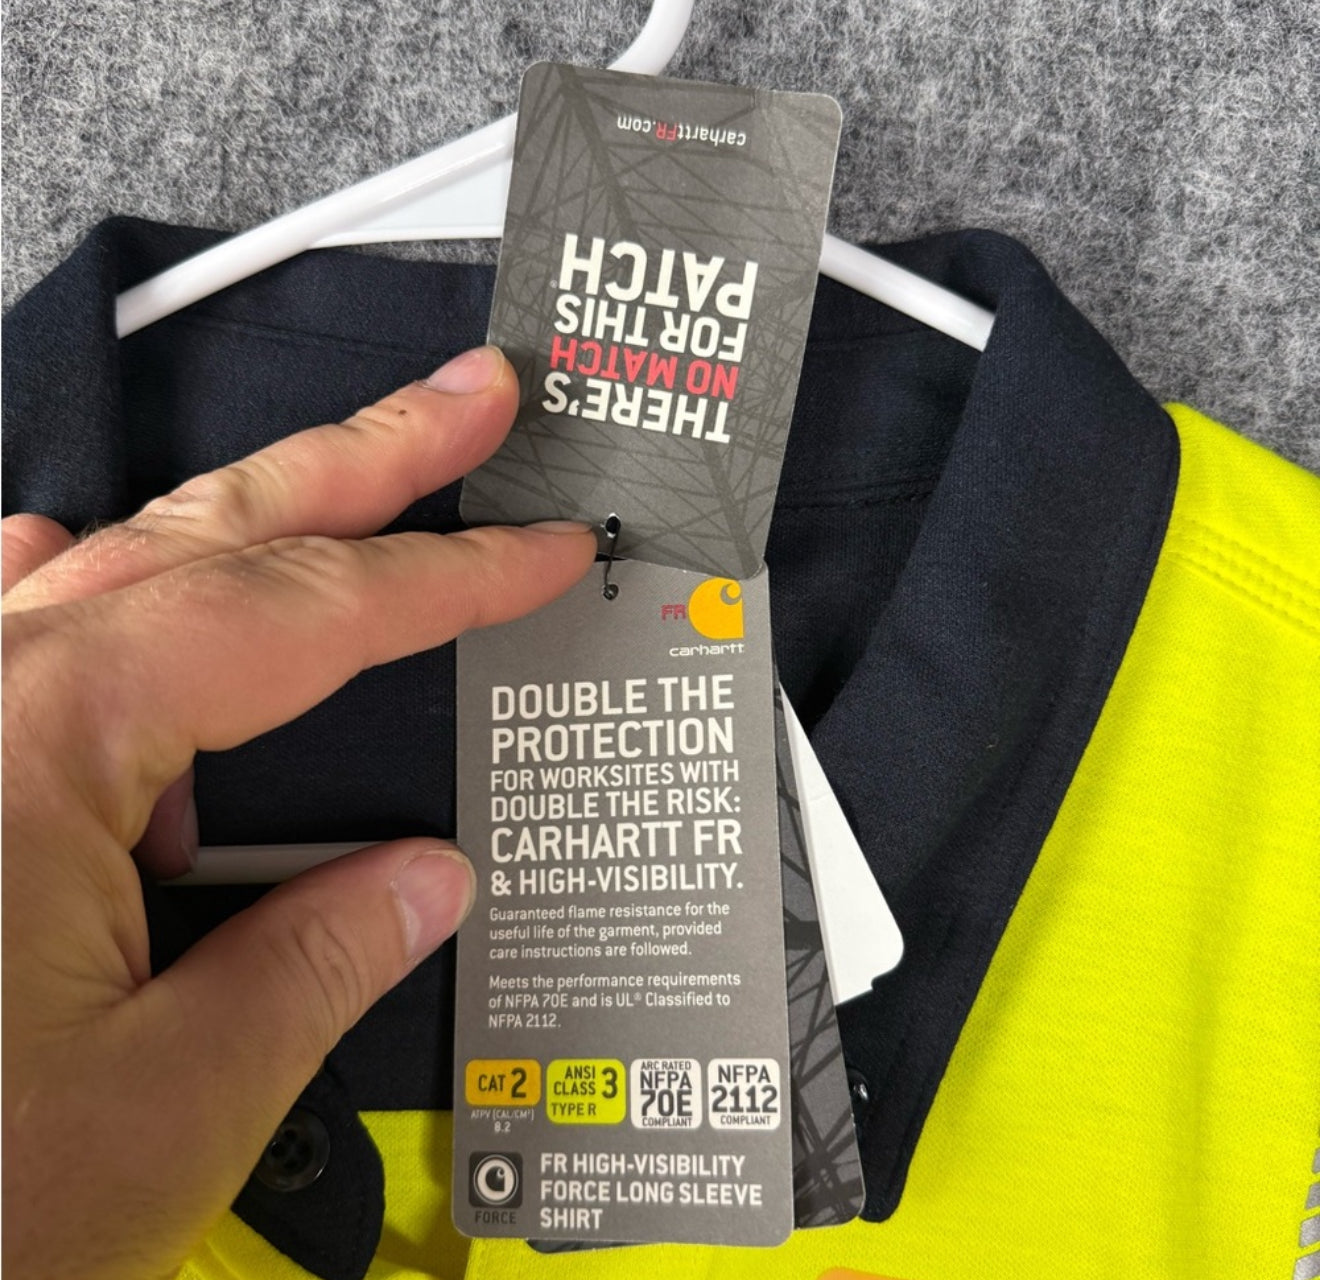 carharttFR.com
THERE'S
NO MATCH
FOR THIS
PATCH®
FR
carhartt
DOUBLE THE
PROTECTION
FOR WORKSITES WITH
DOUBLE THE RISK:
CARHARTT FR
& HIGH-VISIBILITY.
Guaranteed flame resistance for the
useful life of the garment, provided
care instructions are followed.
Meets the performance requirements
of NFPA 70E and is UL® Classified to
NFPA 2112.
CAT 2
ATPV (CAL/CM²)
8.2
ANSI
CLASS 3
TYPE R
ARC RATED
NFPA
70E
COMPLIANT
NFPA
2112
COMPLIANT
FORCE
FR HIGH-VISIBILITY
FORCE LONG SLEEVE
SHIRT